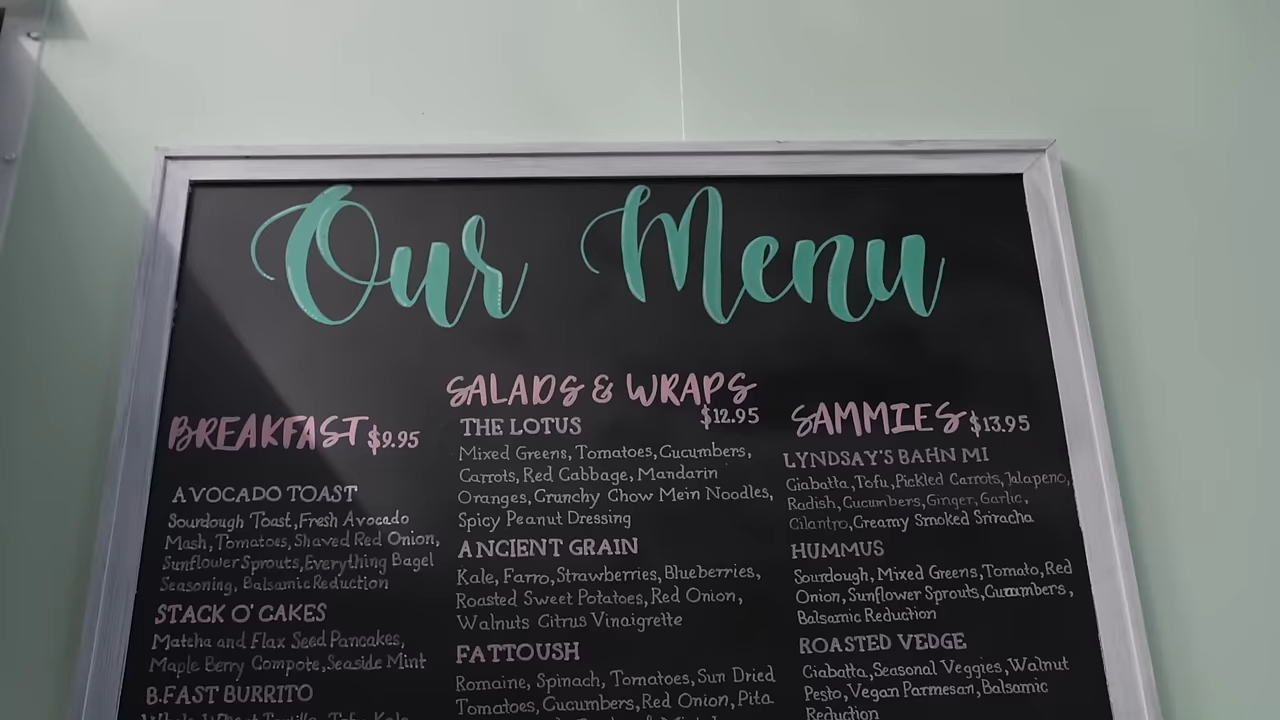 Our Menu
BREAKFAST $9.95
AVOCADO TOAST
Sourdough Toast, Fresh Avocado
Mash, Tomatoes, Shaved Red Onion,
Sunflower Sprouts, Everything Bagel
Seasoning, Balsamic Reduction
STACK O' CAKES
Matcha and Flax Seed Pancakes,
Maple Berry Compote, Seaside Mint
B.FAST BURRITO
SALADS & WRAPS
$12.95
THE LOTUS
Mixed Greens, Tomatoes, Cucumbers,
Carrots, Red Cabbage, Mandarin
Oranges, Crunchy Chow Mein Noodles,
Spicy Peanut Dressing
ANCIENT GRAIN
Kale, Farro, Strawberries, Blueberries,
Roasted Sweet Potatoes, Red Onion,
Walnuts Citrus Vinaigrette
FATTOUSH
Romaine, Spinach, Tomatoes, Sun Dried
Tomatoes, Cucumbers, Red Onion, Pita
SAMMIES $13.95
LYNDSAY'S BAHN MI
Ciabatta, Tofu, Pickled Carrots, Jalapeno,
Radish, Cucumbers, Ginger, Garlic,
Cilantro, Creamy Smoked Sriracha
HUMMUS
Sourdough, Mixed Greens, Tomato, Red
Onion, Sunflower Sprouts, Cucumbers,
Balsamic Reduction
ROASTED VEDGE
Ciabatta, Seasonal Veggies, Walnut
Pesto, Vegan Parmesan, Balsamic
Reduction